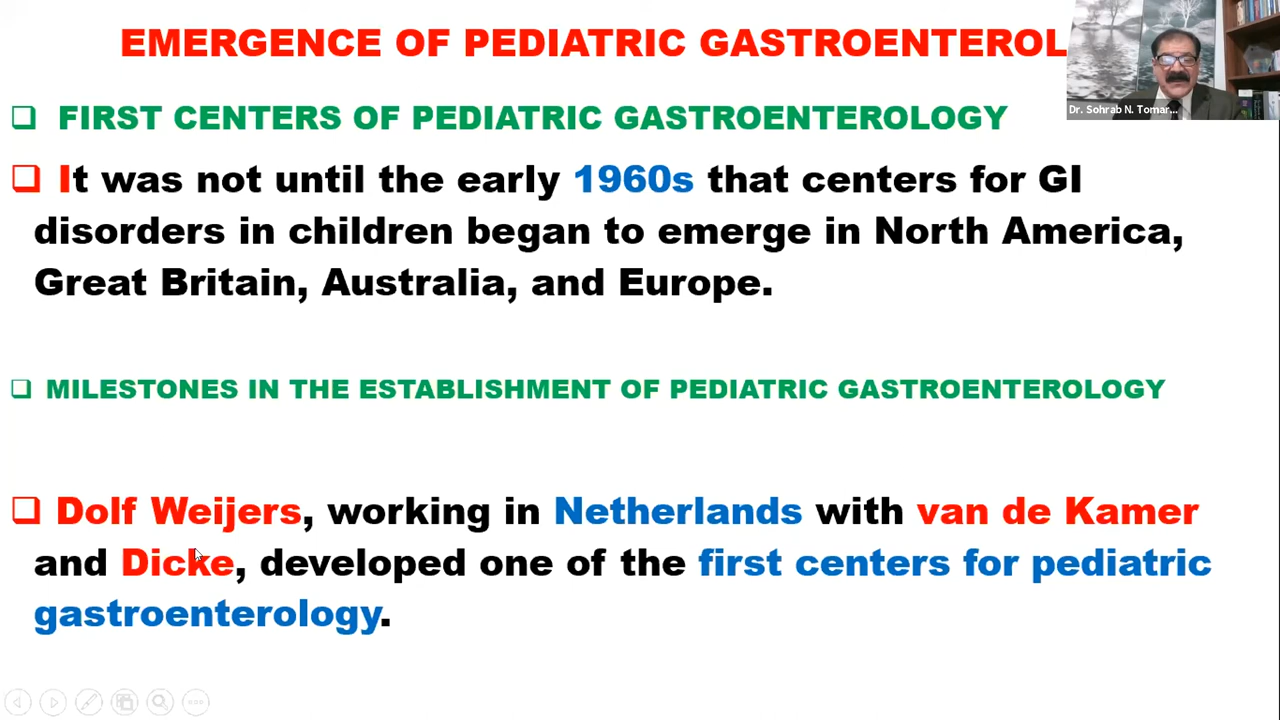 EMERGENCE OF PEDIATRIC GASTROENTEROL
Dr. Sohrab N. Tomar...
FIRST CENTERS OF PEDIATRIC GASTROENTEROLOGY
It was not until the early 1960s that centers for GI
disorders in children began to emerge in North America,
Great Britain, Australia, and Europe.
MILESTONES IN THE ESTABLISHMENT OF PEDIATRIC GASTROENTEROLOGY
Dolf Weijers, working in Netherlands with van de Kamer
and Dicke, developed one of the first centers for pediatric
gastroenterology.